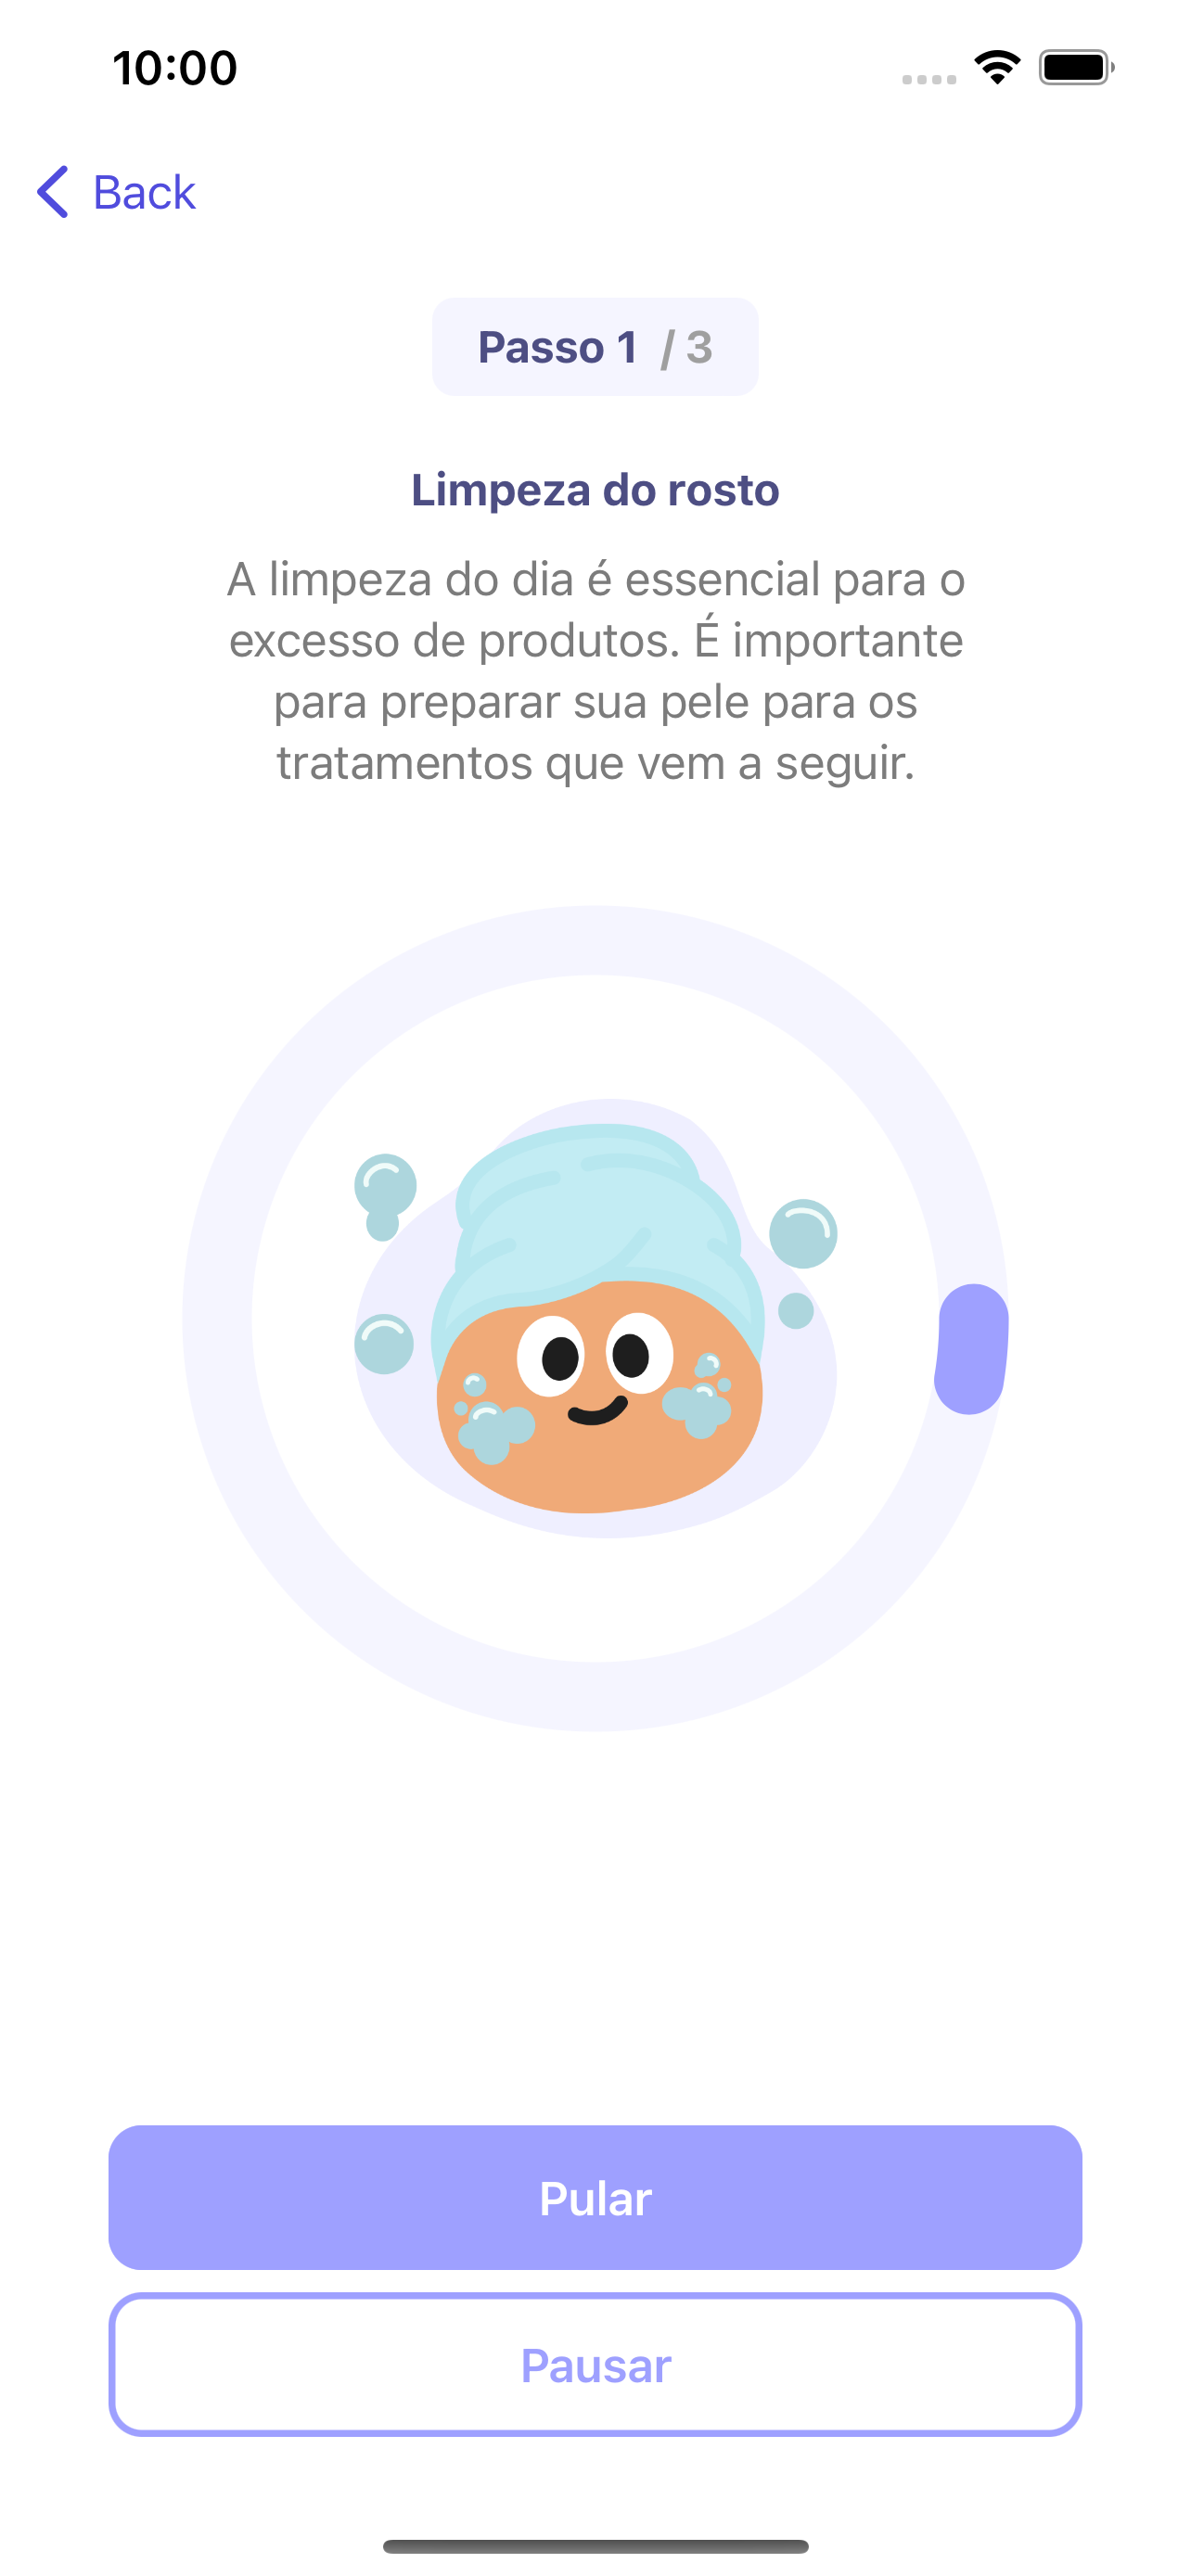 10:00
Back
Passo 1 / 3
Limpeza do rosto
A limpeza do dia é essencial para o
excesso de produtos. É importante
para preparar sua pele para os
tratamentos que vem a seguir.
Pular
Pausar